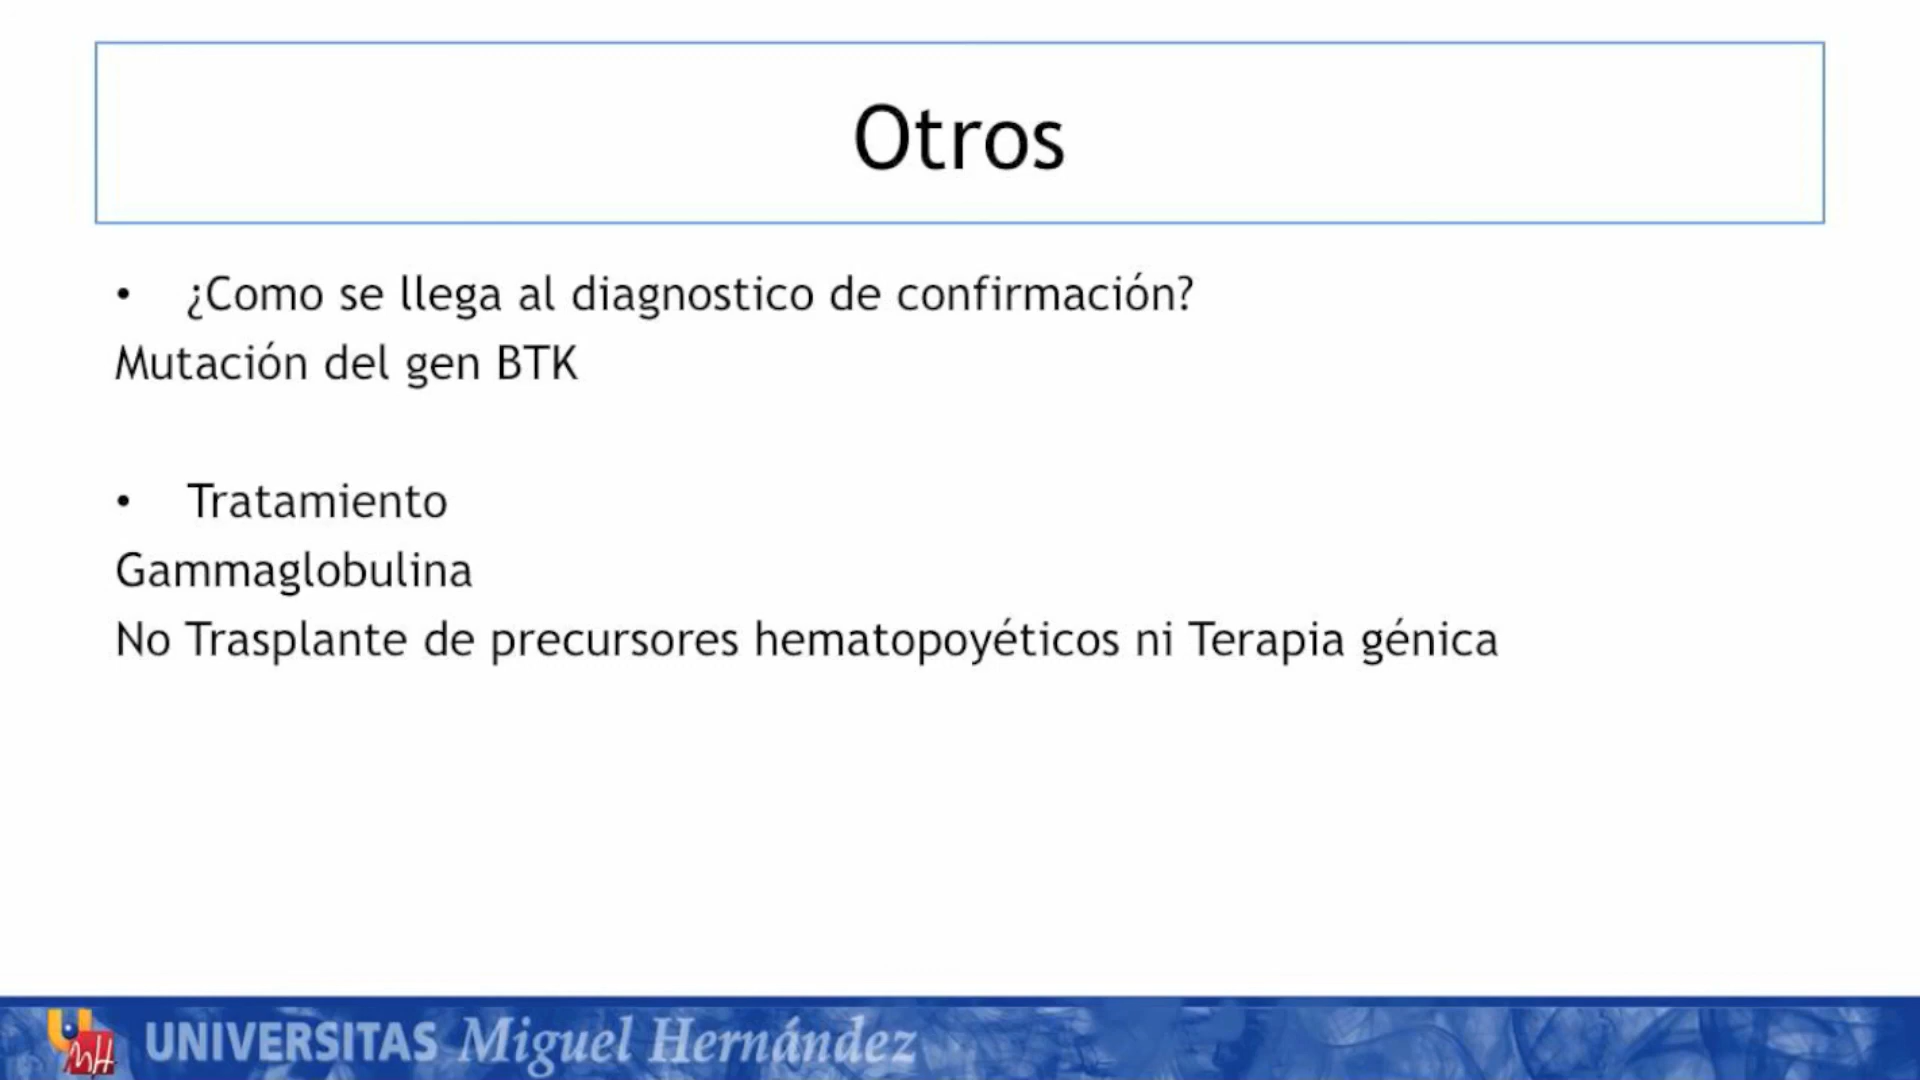 Otros
• ¿Como se llega al diagnostico de confirmación?
Mutación del gen BTK
• Tratamiento
Gammaglobulina
No Trasplante de precursores hematopoyéticos ni Terapia génica
UNIVERSITAS Miguel Hernández